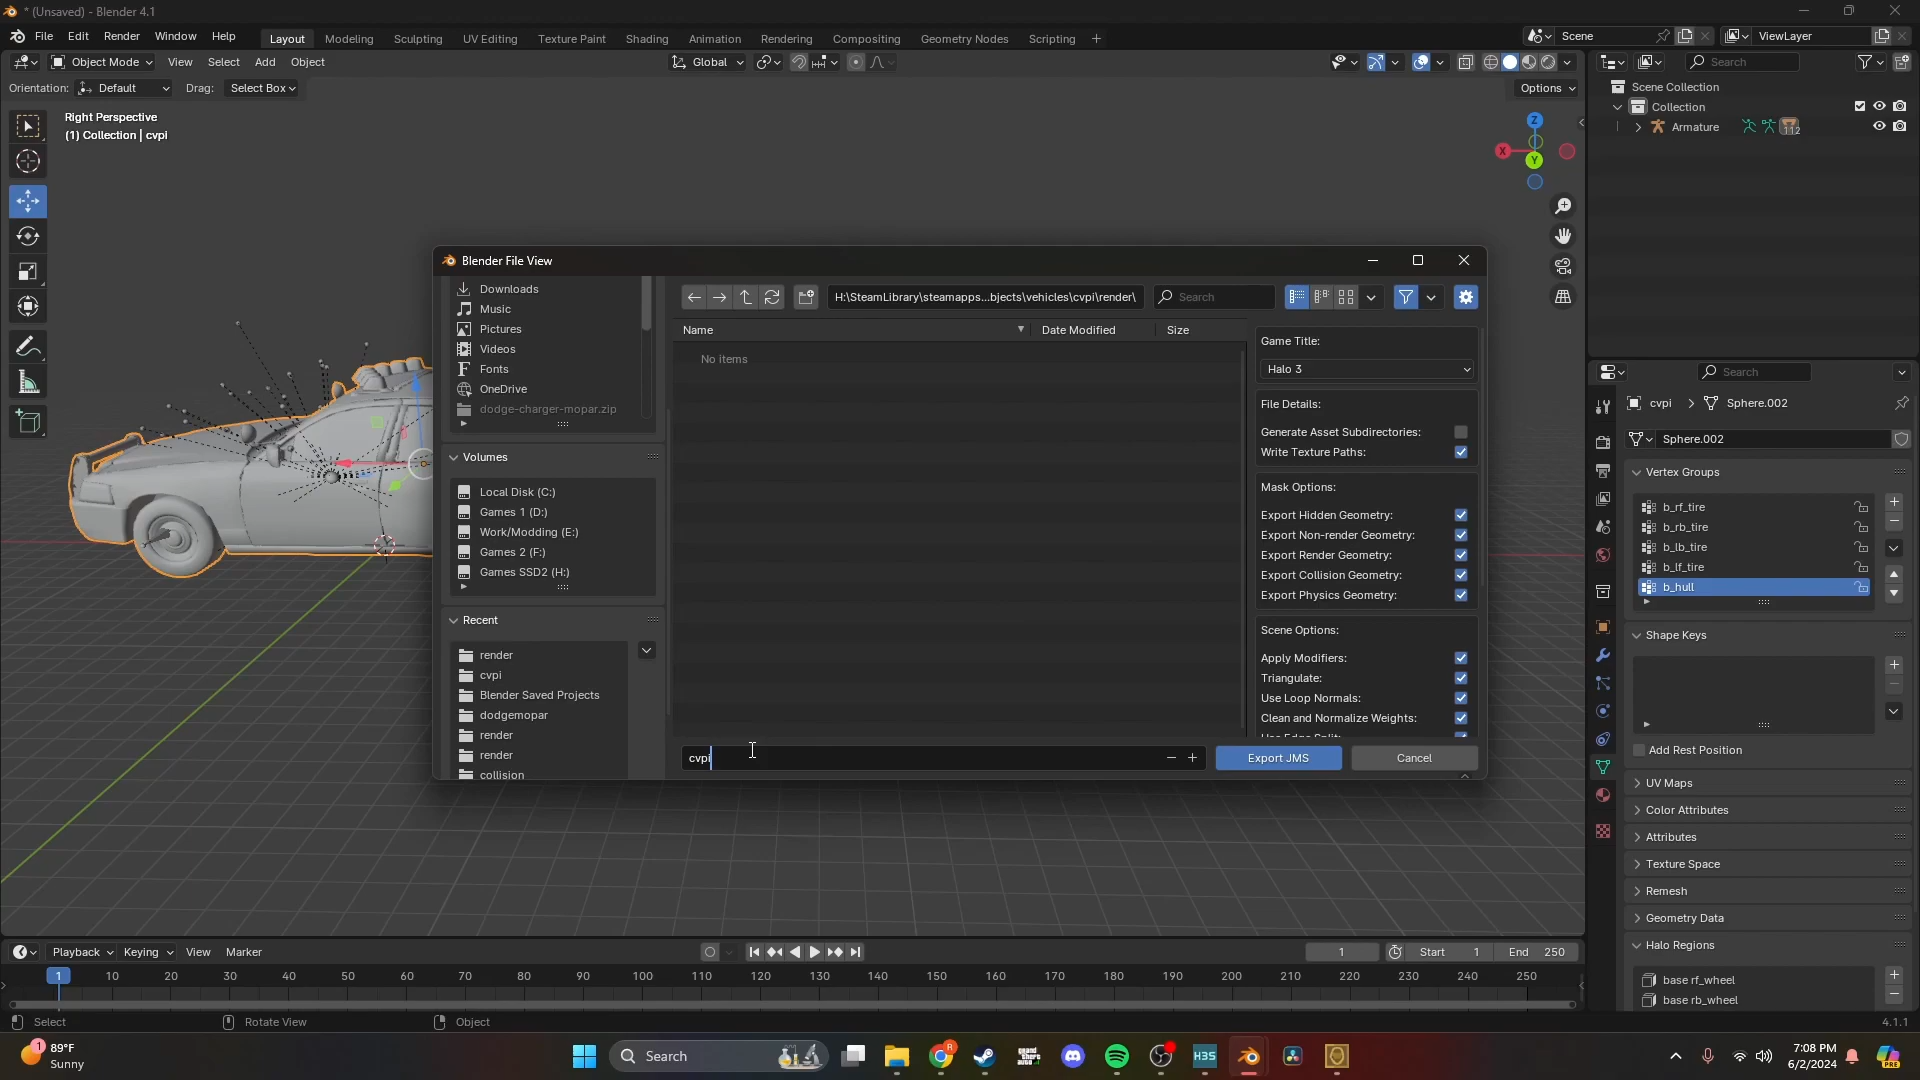 * (Unsaved) - Blender 4.1
File Edit Render Window Help Layout Modeling Sculpting UV Editing Texture Paint Shading Animation Rendering Compositing Geometry Nodes Scripting + Scene ViewLayer
Object Mode View Select Add Object Global Search
Orientation: Default Drag: Select Box Options
Right Perspective
(1) Collection | cvpi
Z
X
Y
Scene Collection
Collection
Armature 112
Blender File View
Downloads
Music
Pictures
Videos
Fonts
OneDrive
dodge-charger-mopar.zip
Volumes
Local Disk (C:)
Games 1 (D:)
Work/Modding (E:)
Games 2 (F:)
Games SSD2 (H:)
Recent
render
cvpi
Blender Saved Projects
dodgemopar
render
render
collision
H:\SteamLibrary\steamapps...bjects\vehicles\cvpi\render\ Search
Name Date Modified Size
No items
cvpi Export JMS Cancel
Game Title:
Halo 3
File Details:
Generate Asset Subdirectories:
Write Texture Paths:
Mask Options:
Export Hidden Geometry:
Export Non-render Geometry:
Export Render Geometry:
Export Collision Geometry:
Export Physics Geometry:
Scene Options:
Apply Modifiers:
Triangulate:
Use Loop Normals:
Clean and Normalize Weights:
Use Edge Split:
Search
cvpi Sphere.002
Sphere.002
Vertex Groups
b_rf_tire
b_rb_tire
b_lb_tire
b_lf_tire
b_hull
Shape Keys
Add Rest Position
UV Maps
Color Attributes
Attributes
Texture Space
Remesh
Geometry Data
Halo Regions
base rf_wheel
base rb_wheel
Playback Keying View Marker 1 Start 1 End 250
1 10 20 30 40 50 60 70 80 90 100 110 120 130 140 150 160 170 180 190 200 210 220 230 240 250
Select Rotate View Object 4.1.1
1 89°F
Sunny
Search
H3S
7:08 PM
6/2/2024
PRE